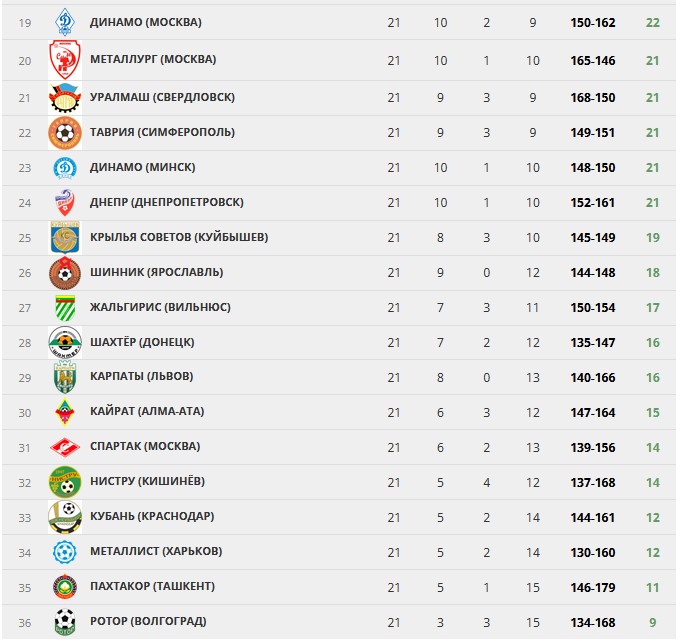 19 ДИНАМО (МОСКВА) 21 10 2 9 150-162 22
20 МЕТАЛЛУРГ (МОСКВА) 21 10 1 10 165-146 21
21 УРАЛМАШ (СВЕРДЛОВСК) 21 9 3 9 168-150 21
22 ТАВРИЯ (СИМФЕРОПОЛЬ) 21 9 3 9 149-151 21
23 ДИНАМО (МИНСК) 21 10 1 10 148-150 21
24 ДНЕПР (ДНЕПРОПЕТРОВСК) 21 10 1 10 152-161 21
25 КРЫЛЬЯ СОВЕТОВ (КУЙБЫШЕВ) 21 8 3 10 145-149 19
26 ШИННИК (ЯРОСЛАВЛЬ) 21 9 0 12 144-148 18
27 ЖАЛЬГИРИС (ВИЛЬНЮС) 21 7 3 11 150-154 17
28 ШАХТЁР (ДОНЕЦК) 21 7 2 12 135-147 16
29 КАРПАТЫ (ЛЬВОВ) 21 8 0 13 140-166 16
30 КАЙРАТ (АЛМА-АТА) 21 6 3 12 147-164 15
31 СПАРТАК (МОСКВА) 21 6 2 13 139-156 14
32 НИСТРУ (КИШИНЁВ) 21 5 4 12 137-168 14
33 КУБАНЬ (КРАСНОДАР) 21 5 2 14 144-161 12
34 МЕТАЛЛИСТ (ХАРЬКОВ) 21 5 2 14 130-160 12
35 ПАХТАКОР (ТАШКЕНТ) 21 5 1 15 146-179 11
36 РОТОР (ВОЛГОГРАД) 21 3 3 15 134-168 9